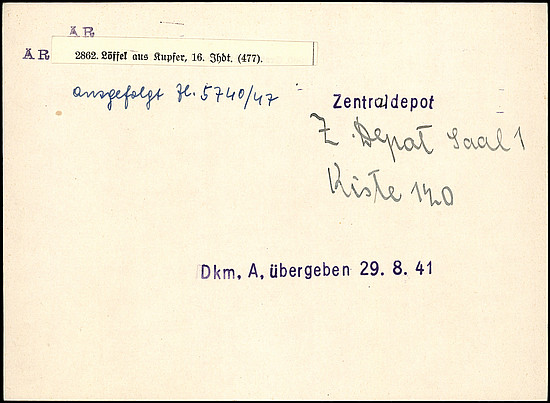 ÄR
ÄR 2862. Löffel aus Kupfer, 16. Jhdt. (477).
ausgefolgt Zl. 5740/47
Zentraldepot
Z. Depot Saal 1
Kiste 140
Dkm. A. übergeben 29. 8. 41